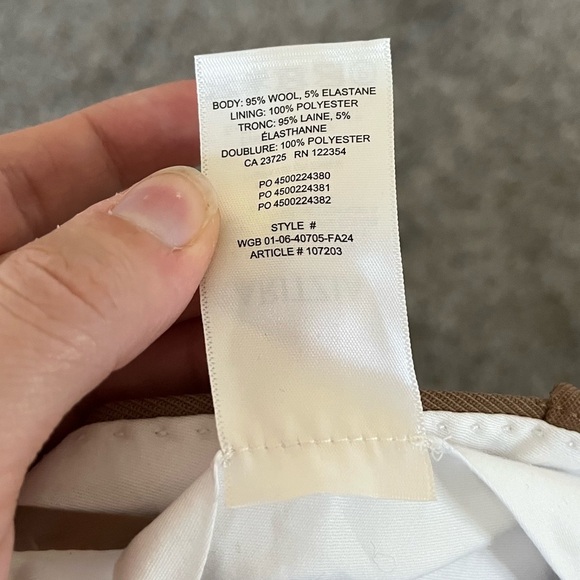 BODY: 95% WOOL, 5% ELASTANE
LINING: 100% POLYESTER
TRONC: 95% LAINE, 5%
ÉLASTHANNE
DOUBLURE: 100% POLYESTER
CA 23725 RN 122354
PO 4500224380
PO 4500224381
PO 4500224382
STYLE #
WGB 01-06-40705-FA24
ARTICLE # 107203
ARITZIA